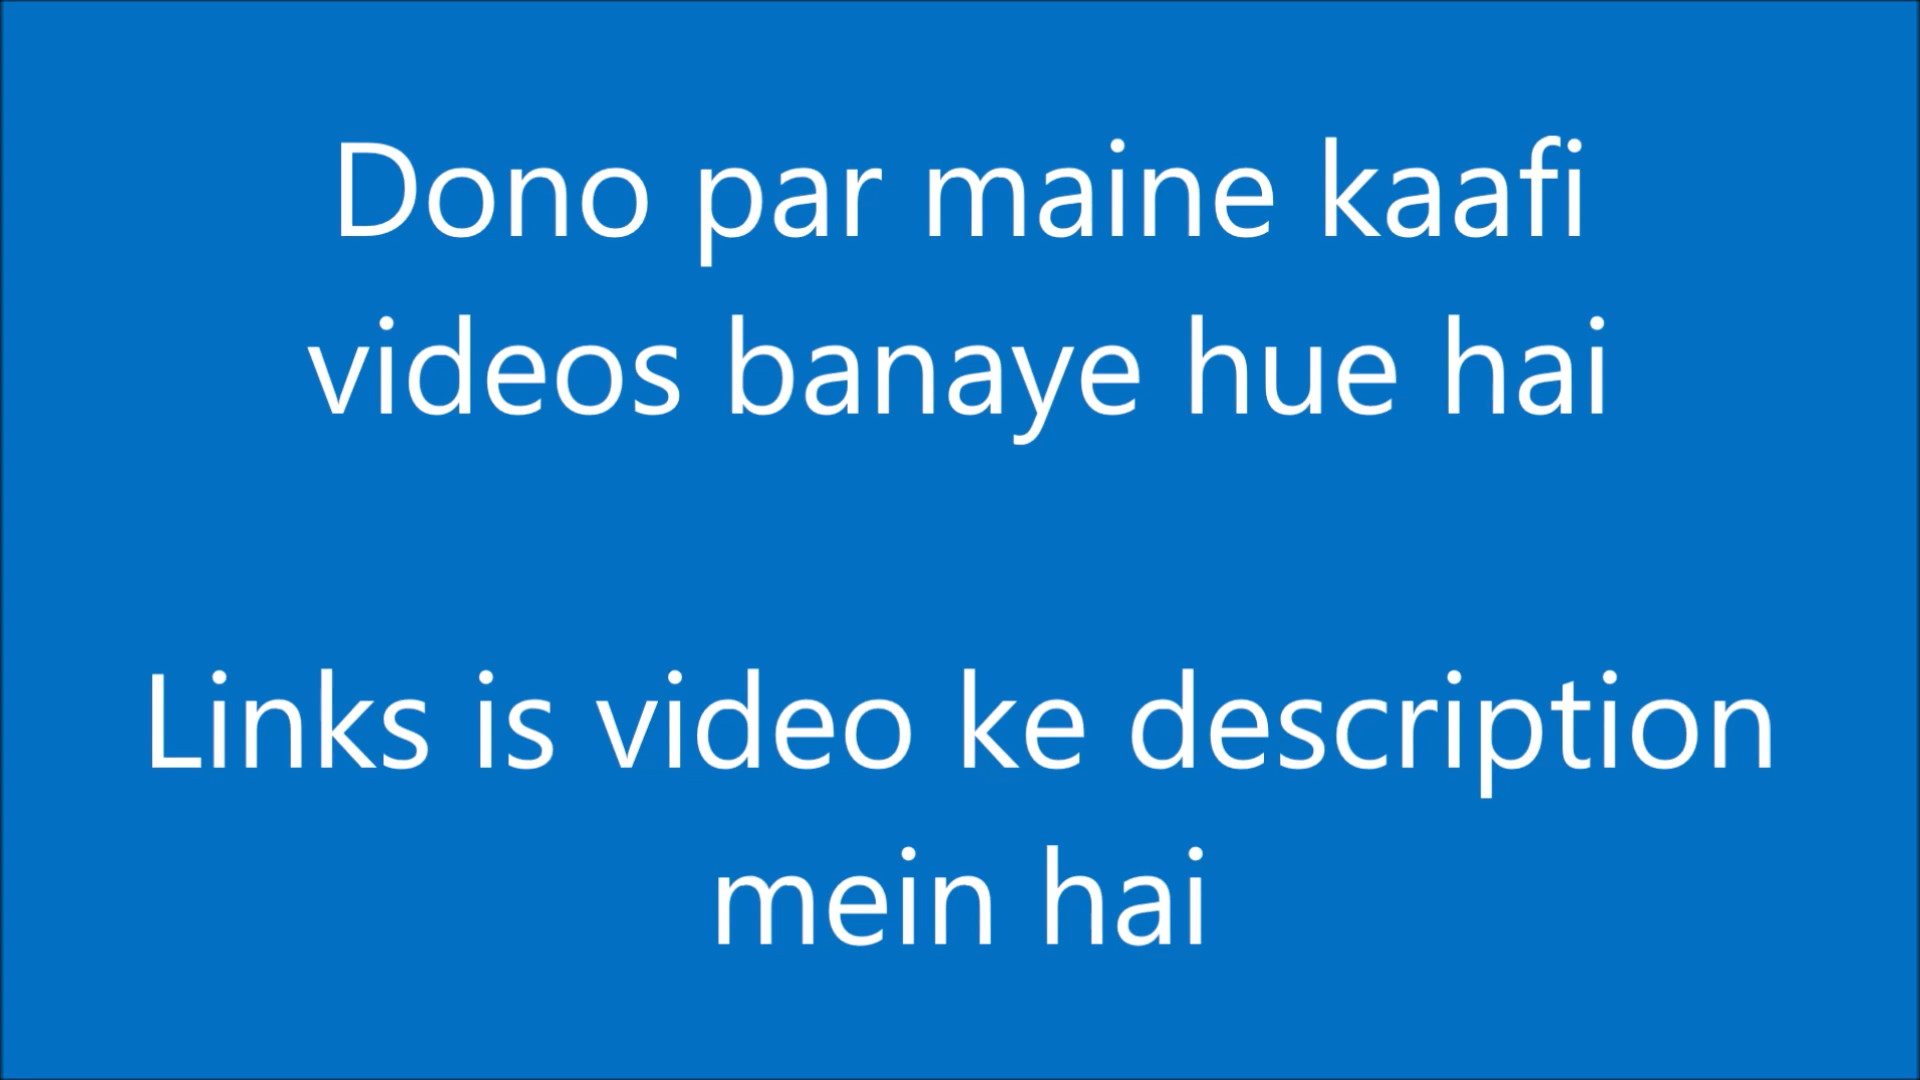 Dono par maine kaafi
videos banaye hue hai
Links is video ke description
mein hai